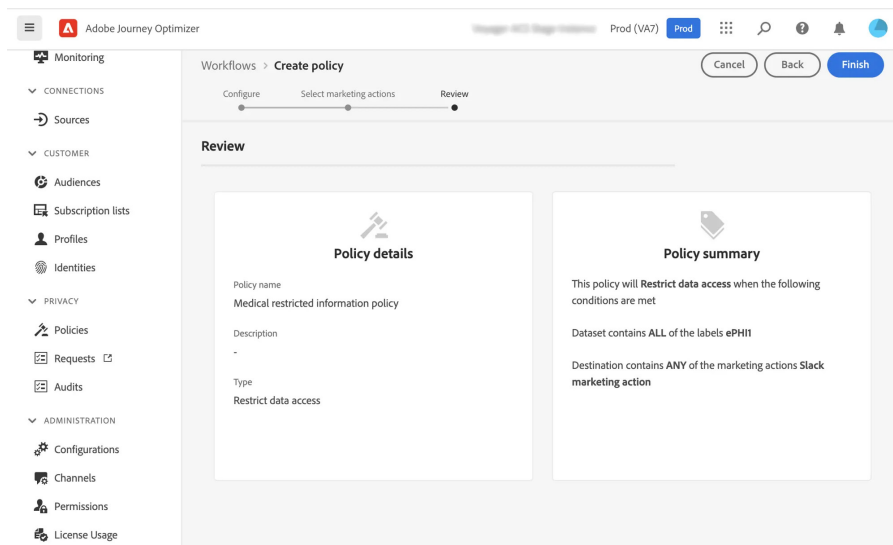 Adobe Journey Optimizer
Prod (VA7)
Prod
Monitoring
CONNECTIONS
Sources
CUSTOMER
Audiences
Subscription lists
Profiles
Identities
PRIVACY
Policies
Requests
Audits
ADMINISTRATION
Configurations
Channels
Permissions
License Usage
Workflows > Create policy
Cancel
Back
Finish
Configure
Select marketing actions
Review
Review
Policy details
Policy name
Medical restricted information policy
Description
-
Type
Restrict data access
Policy summary
This policy will Restrict data access when the following
conditions are met
Dataset contains ALL of the labels ePHI1
Destination contains ANY of the marketing actions Slack
marketing action